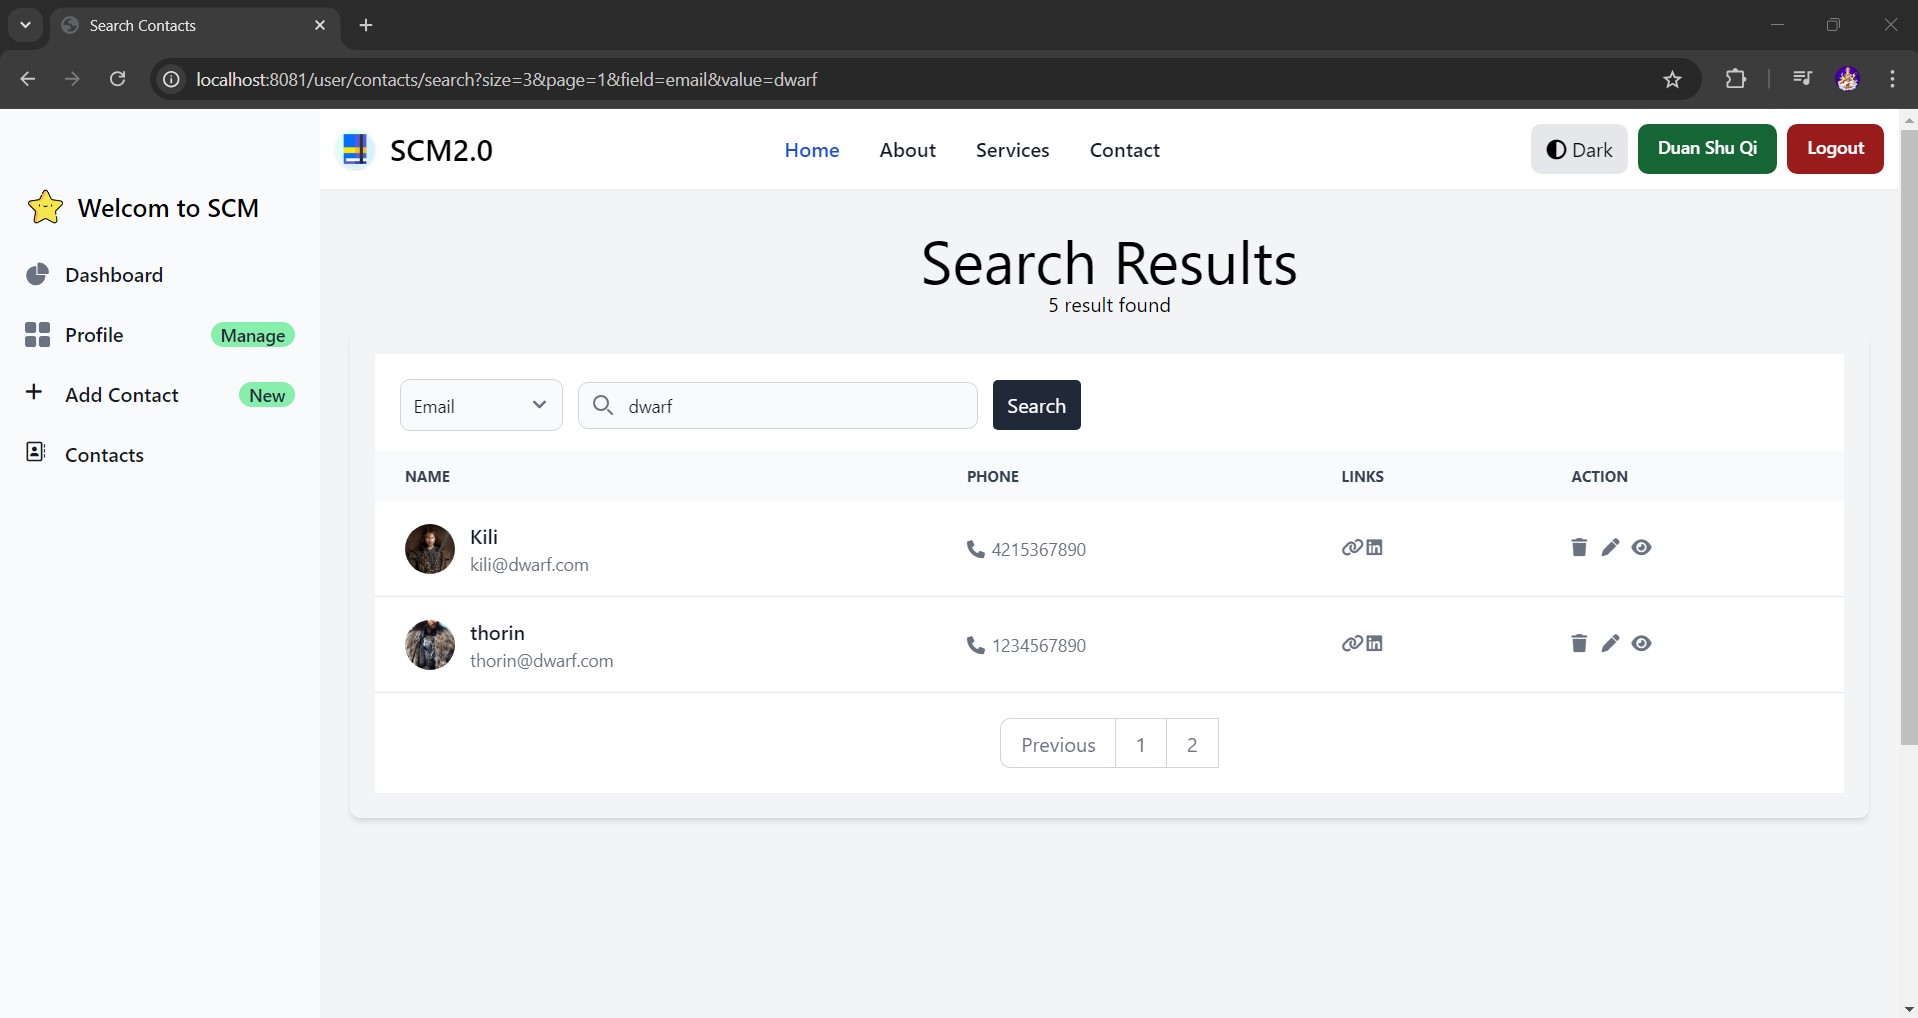 Search Contacts
localhost:8081/user/contacts/search?size=3&page=1&field=email&value=dwarf
SCM2.0
Home
About
Services
Contact
Dark
Duan Shu Qi
Logout
Welcom to SCM
Dashboard
Profile
Manage
Add Contact
New
Contacts
Search Results
5 result found
Email
dwarf
Search
NAME
PHONE
LINKS
ACTION
Kili
kili@dwarf.com
4215367890
thorin
thorin@dwarf.com
1234567890
Previous
1
2